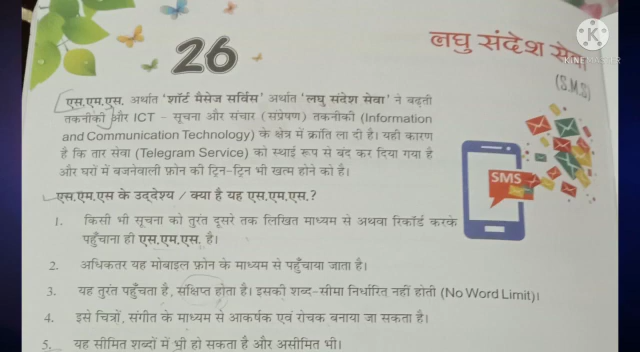 26
लघु संदेश सेवा
(S.M.S)
KINEMASTER
एस.एम.एस. अर्थात 'शॉर्ट मैसेज सर्विस' अर्थात 'लघु संदेश सेवा' ने बढ़ती
तकनीकी और ICT - सूचना और संचार (संप्रेषण) तकनीकी (Information
and Communication Technology) के क्षेत्र में क्रांति ला दी है। यही कारण
है कि तार सेवा (Telegram Service) को स्थाई रूप से बंद कर दिया गया है
और घरों में बजनेवाली फ़ोन की ट्रिन-ट्रिन भी खत्म होने को है।
SMS
एस.एम.एस के उद्देश्य / क्या है यह एस.एम.एस.?
1. किसी भी सूचना को तुरंत दूसरे तक लिखित माध्यम से अथवा रिकॉर्ड करके
पहुँचाना ही एस.एम.एस. है।
2. अधिकतर यह मोबाइल फ़ोन के माध्यम से पहुँचाया जाता है।
3. यह तुरंत पहुँचता है, संक्षिप्त होता है। इसकी शब्द-सीमा निर्धारित नहीं होती (No Word Limit)।
4. इसे चित्रों, संगीत के माध्यम से आकर्षक एवं रोचक बनाया जा सकता है।
5. यह सीमित शब्दों में भी हो सकता है और असीमित भी।